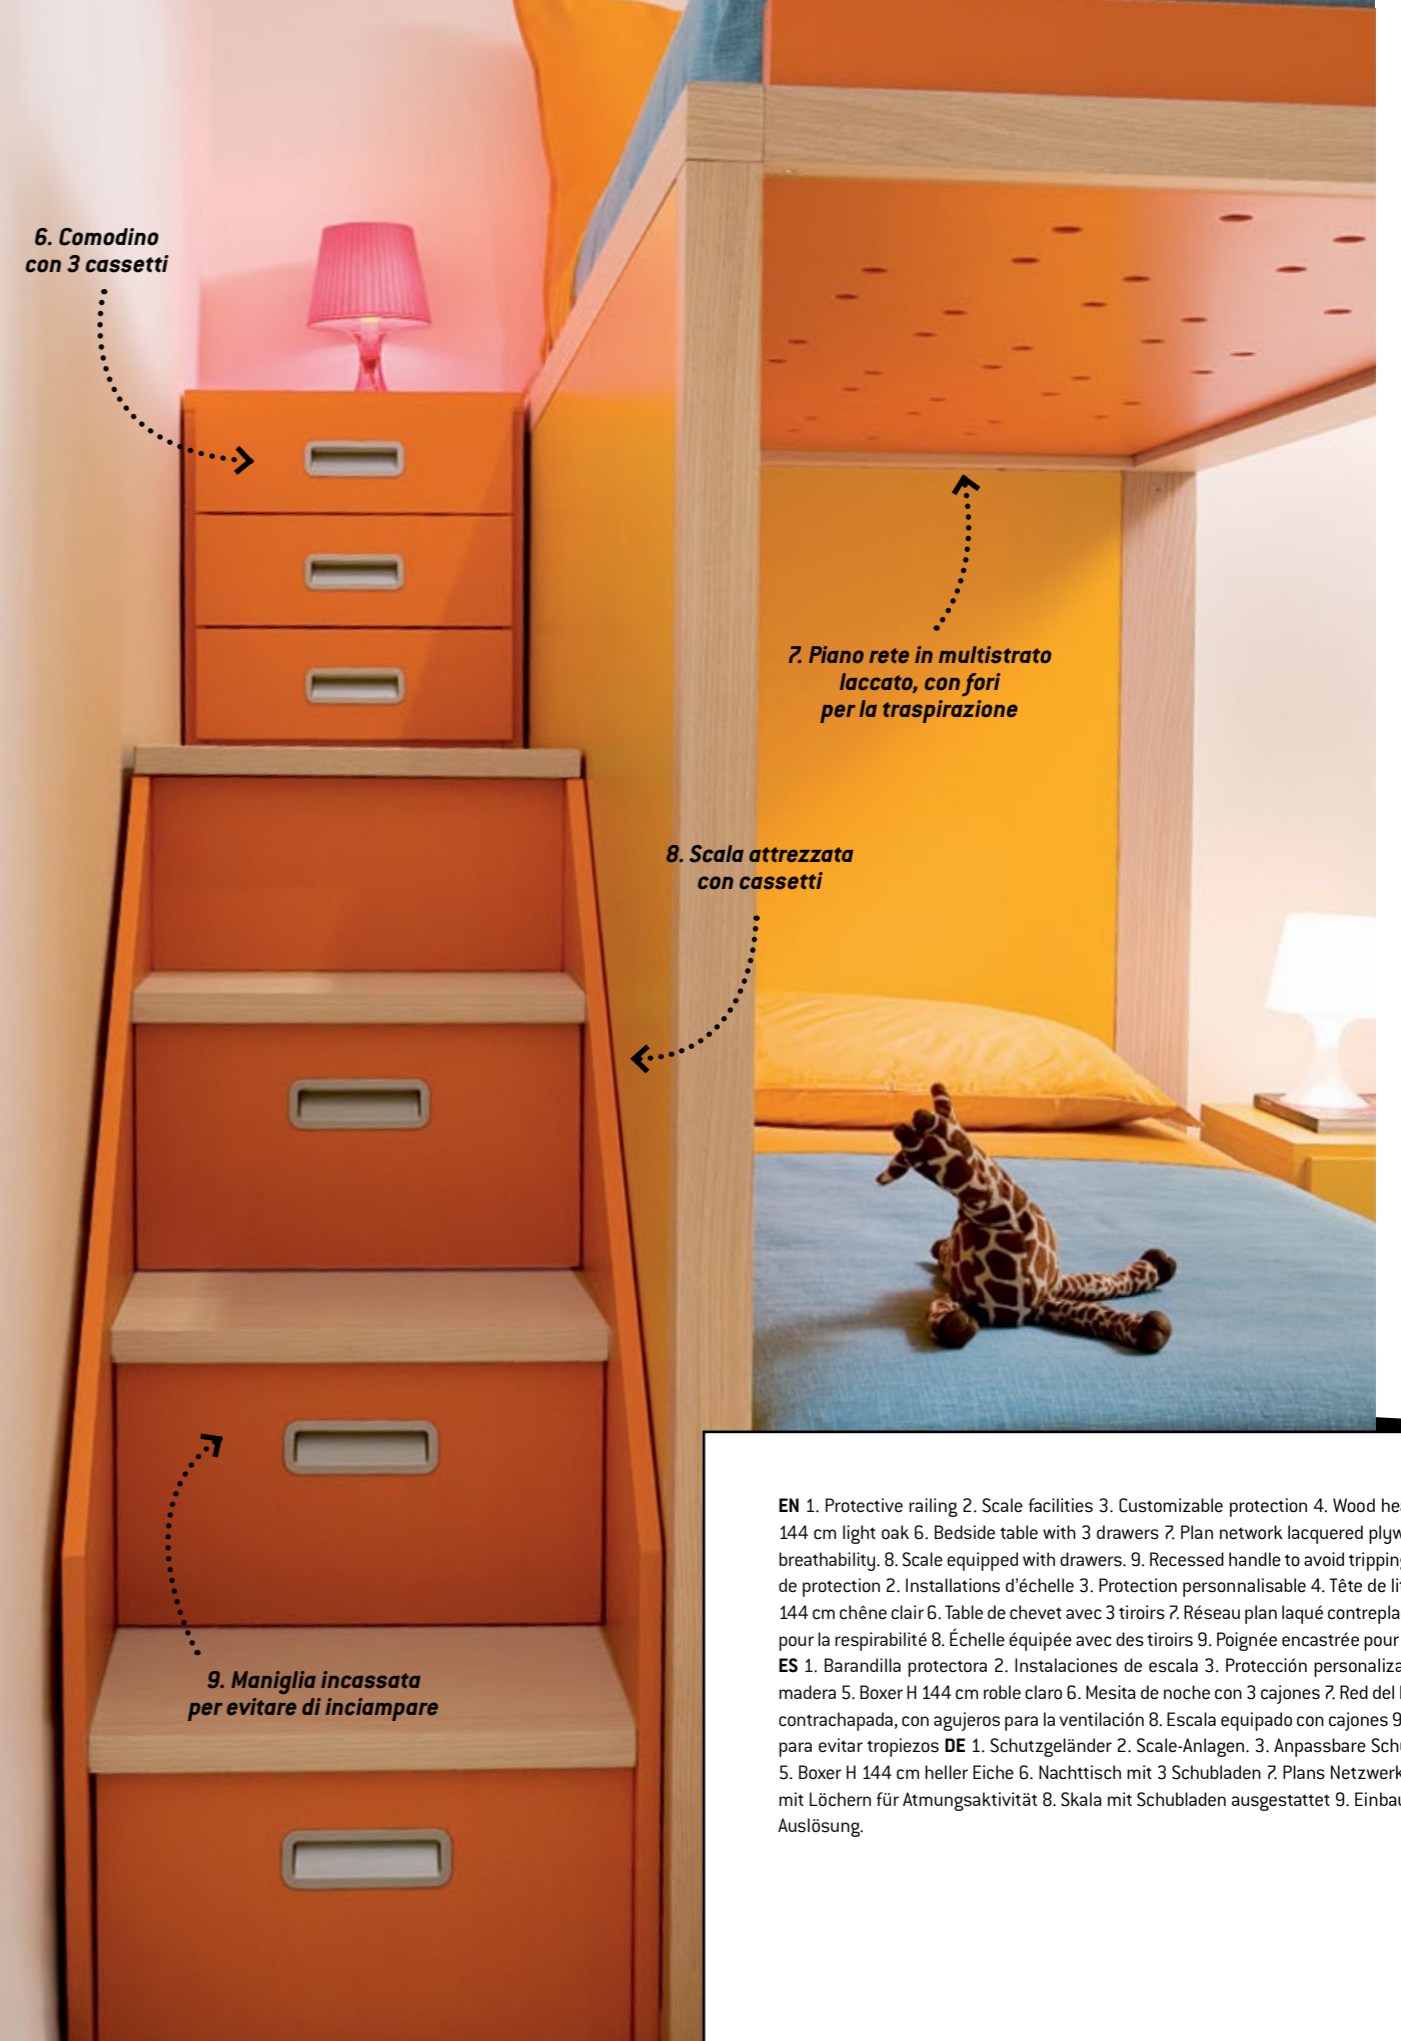 6. Comodino
con 3 cassetti
7. Piano rete in multistrato
laccato, con fori
per la traspirazione
8. Scala attrezzata
con cassetti
9. Maniglia incassata
per evitare di inciampare
EN 1. Protective railing 2. Scale facilities 3. Customizable protection 4. Wood
144 cm light oak 6. Bedside table with 3 drawers 7. Plan network lacquered
breathability. 8. Scale equipped with drawers. 9. Recessed handle to avoid
de protection 2. Installations d'échelle 3. Protection personnalisable 4. Tête de
144 cm chêne clair 6. Table de chevet avec 3 tiroirs 7. Réseau plan laqué
pour la respirabilité 8. Échelle équipée avec des tiroirs 9. Poignée encastrée pour
ES 1. Barandilla protectora 2. Instalaciones de escala 3. Protección
madera 5. Boxer H 144 cm roble claro 6. Mesita de noche con 3 cajones 7. Red del
contrachapada, con agujeros para la ventilación 8. Escala equipado con cajones 9
para evitar tropiezos DE 1. Schutzgeländer 2. Scale-Anlagen. 3. Anpassbare
5. Boxer H 144 cm heller Eiche 6. Nachttisch mit 3 Schubladen 7. Plans
mit Löchern für Atmungsaktivität 8. Skala mit Schubladen ausgestattet 9.
Auslösung.